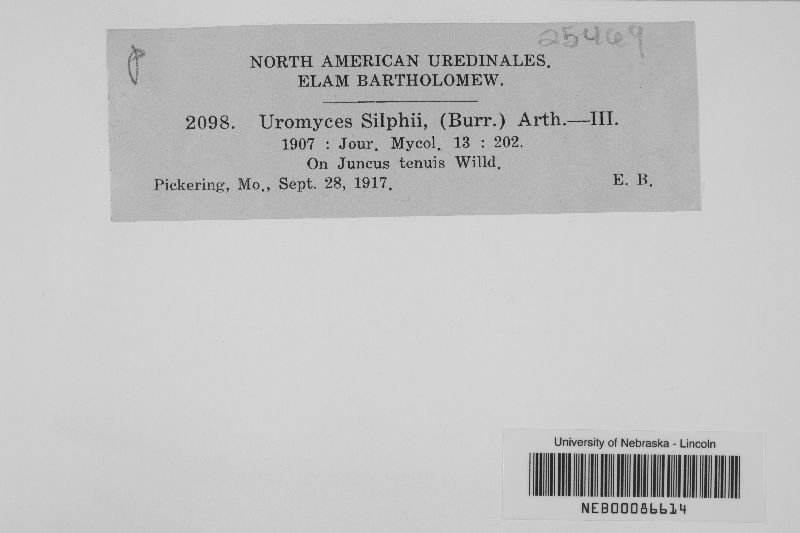 25469
NORTH AMERICAN UREDINALES.
ELAM BARTHOLOMEW.
2098. Uromyces Silphii, (Burr.) Arth.—III.
1907 : Jour. Mycol. 13 : 202.
On Juncus tenuis Willd.
Pickering, Mo., Sept. 28, 1917. E. B.
University of Nebraska - Lincoln
NEB00086614